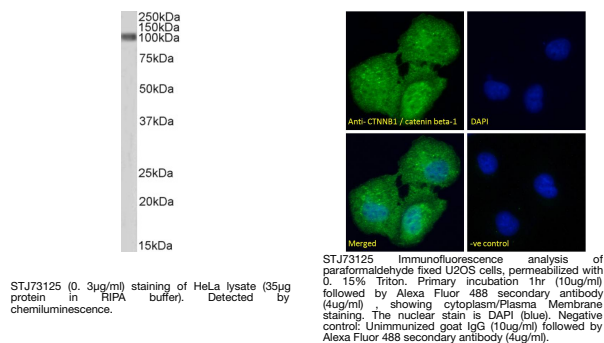 250kDa
150kDa
100kDa
75kDa
50kDa
37kDa
25kDa
20kDa
15kDa
STJ73125 (0. 3µg/ml) staining of HeLa lysate (35µg
protein in RIPA buffer). Detected by
chemiluminescence.
Anti- CTNNB1 / catenin beta-1
DAPI
Merged
-ve control
STJ73125 Immunofluorescence analysis of
paraformaldehyde fixed U2OS cells, permeabilized with
0. 15% Triton. Primary incubation 1hr (10ug/ml)
followed by Alexa Fluor 488 secondary antibody
(4ug/ml) , showing cytoplasm/Plasma Membrane
staining. The nuclear stain is DAPI (blue). Negative
control: Unimmunized goat IgG (10ug/ml) followed by
Alexa Fluor 488 secondary antibody (4ug/ml).